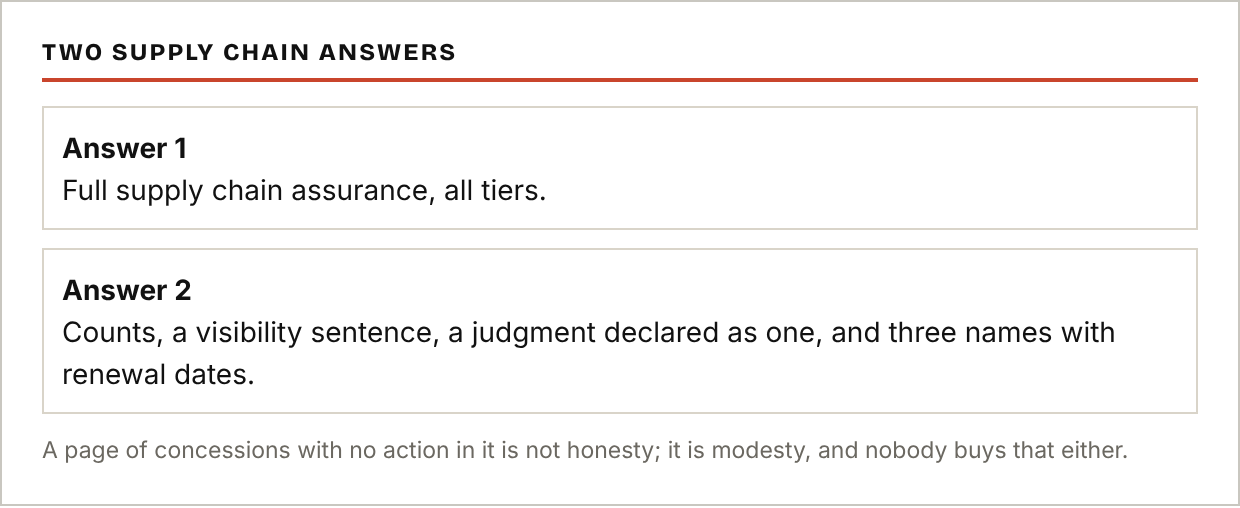 TWO SUPPLY CHAIN ANSWERS
Answer 1
Full supply chain assurance, all tiers.
Answer 2
Counts, a visibility sentence, a judgment declared as one, and three names with
renewal dates.
A page of concessions with no action in it is not honesty; it is modesty, and nobody buys that either.